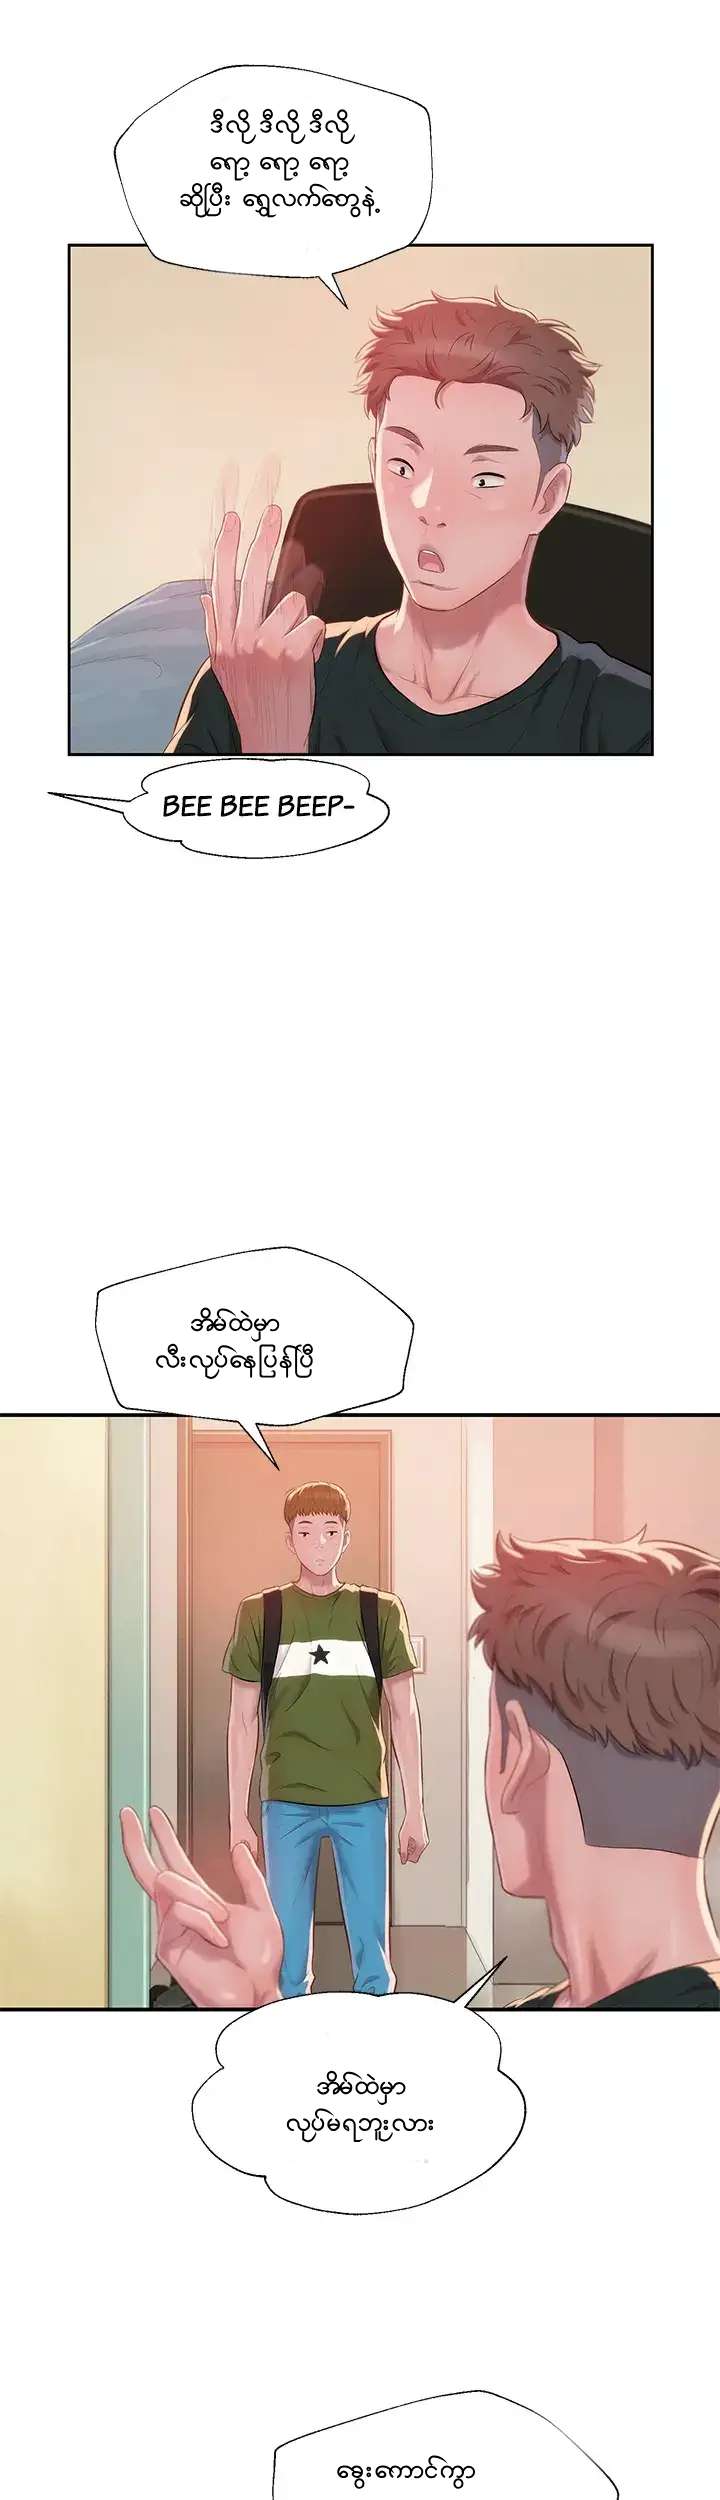 ဒီလို ဒီလို ဒီလို
ရော့ ရော့ ရော့
ဆိုပြီး ရွှေလက်တွေနဲ့
BEE BEE BEEP-
အိမ်ထဲမှာ
လီးလုပ်နေပြန်ပြီ
အိမ်ထဲမှာ
လုပ်မရဘူးလား
ခွေးကောင်ကွာ